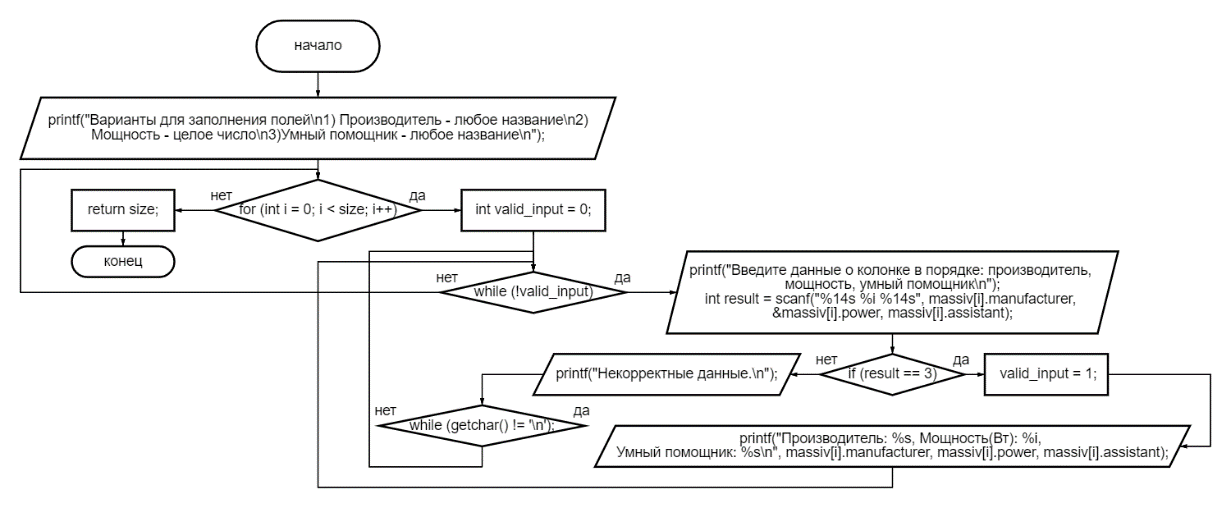 начало
printf("Варианты для заполнения полей\n1) Производитель - любое название\n2)
Мощность - целое число\n3)Умный помощник - любое название\n");
нет
да
return size;
for (int i = 0; i < size; i++)
int valid_input = 0;
конец
нет
да
while (!valid_input)
printf("Введите данные о колонке в порядке: производитель,
мощность, умный помощник\n");
int result = scanf("%14s %i %14s", massiv[i].manufacturer,
&massiv[i].power, massiv[i].assistant);
нет
да
printf("Некорректные данные.\n");
if (result == 3)
valid_input = 1;
нет
да
while (getchar() != '\n');
printf("Производитель: %s, Мощность(Вт): %i,
Умный помощник: %s\n", massiv[i].manufacturer, massiv[i].power, massiv[i].assistant);